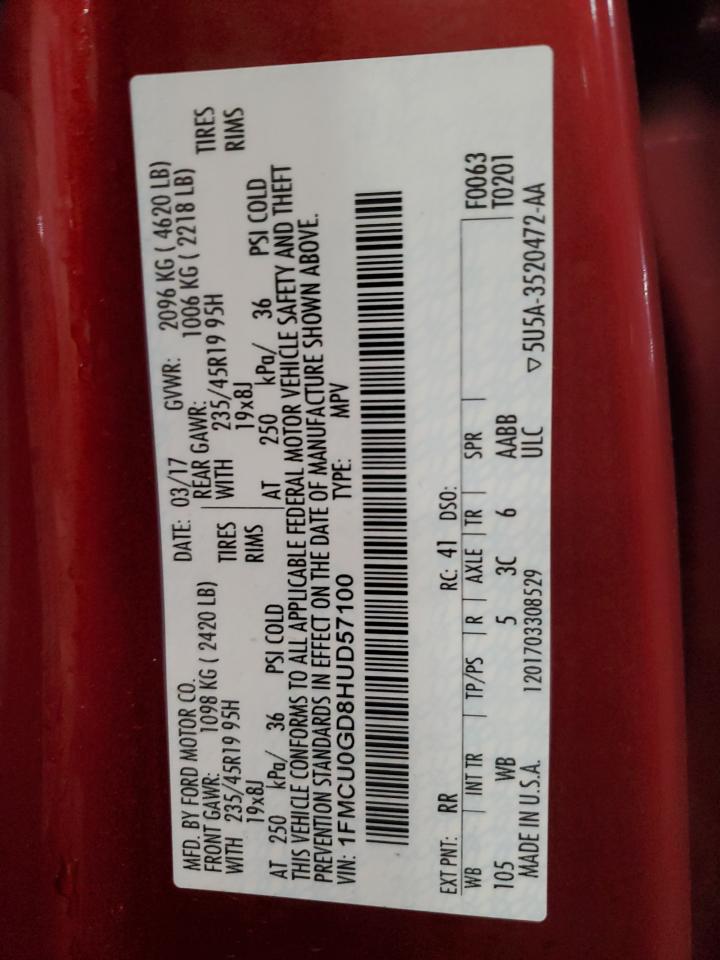 MFD. BY FORD MOTOR CO.
DATE: 03/17 GVWR: 2096 KG ( 4620 LB)
FRONT GAWR: 1098 KG ( 2420 LB) REAR GAWR: 1006 KG ( 2218 LB)
WITH 235/45R19 95H TIRES WITH 235/45R19 95H TIRES
19x8J RIMS 19x8J RIMS
AT 250 kPa/ 36 PSI COLD AT 250 kPa/ 36 PSI COLD
THIS VEHICLE CONFORMS TO ALL APPLICABLE FEDERAL MOTOR VEHICLE SAFETY AND THEFT
PREVENTION STANDARDS IN EFFECT ON THE DATE OF MANUFACTURE SHOWN ABOVE.
VIN: 1FMCU0GD8HUD57100 TYPE: MPV
EXT PNT: RR RC: 41 DSO: F0063
WB INT TR TP/PS R AXLE TR SPR T0201
105 WB 5 3C 6 AABB
MADE IN U.S.A. 1201703308529 ULC ▽ 5U5A-3520472-AA